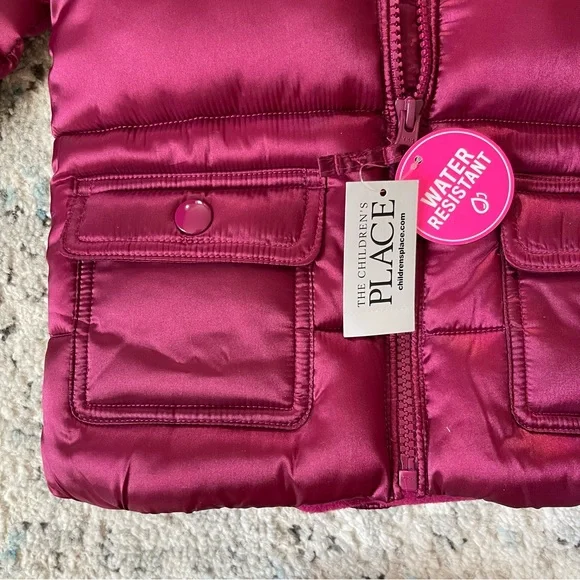 THE CHILDREN'S
PLACE
childrensplace.com
WATER
RESISTANT